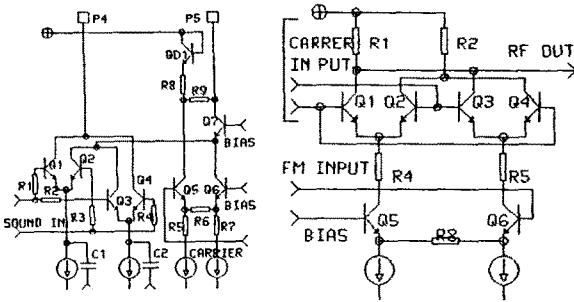 P4
P5
QD1
R8
R9
Q7
BIAS
Q1
Q2
Q4
R1
R2
Q3
R3
R4
Q5
Q6
R6
R5
R7
BIAS
SOUND IN
C1
C2
CARRIER
CARRER
IN PUT
R1
R2
RF OUT
Q1
Q2
Q3
Q4
FM INPUT
R4
R5
BIAS
Q5
Q6
R8